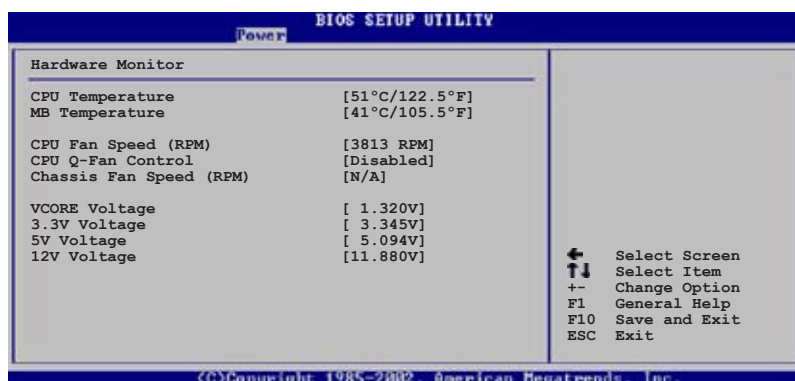 BIOS SETUP UTILITY
Power
Hardware Monitor
CPU Temperature [51°C/122.5°F]
MB Temperature [41°C/105.5°F]
CPU Fan Speed (RPM) [3813 RPM]
CPU Q-Fan Control [Disabled]
Chassis Fan Speed (RPM) [N/A]
VCORE Voltage [ 1.320V]
3.3V Voltage [ 3.345V]
5V Voltage [ 5.094V]
12V Voltage [11.880V]
← Select Screen
↑↓ Select Item
+- Change Option
F1 General Help
F10 Save and Exit
ESC Exit
(C)Copyright 1985-2002, American Megatrends, Inc.